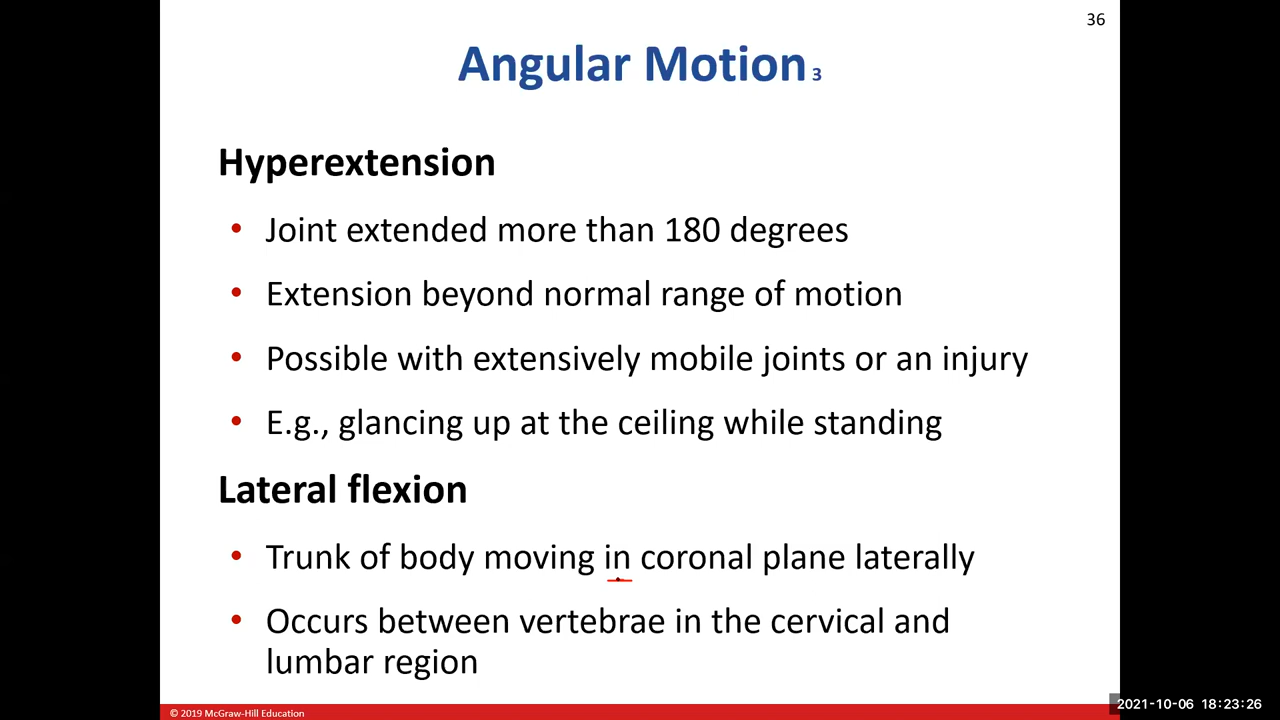 36
Angular Motion 3
Hyperextension
• Joint extended more than 180 degrees
• Extension beyond normal range of motion
• Possible with extensively mobile joints or an injury
• E.g., glancing up at the ceiling while standing
Lateral flexion
• Trunk of body moving in coronal plane laterally
• Occurs between vertebrae in the cervical and
lumbar region
© 2019 McGraw-Hill Education
2021-10-06 18:23:26